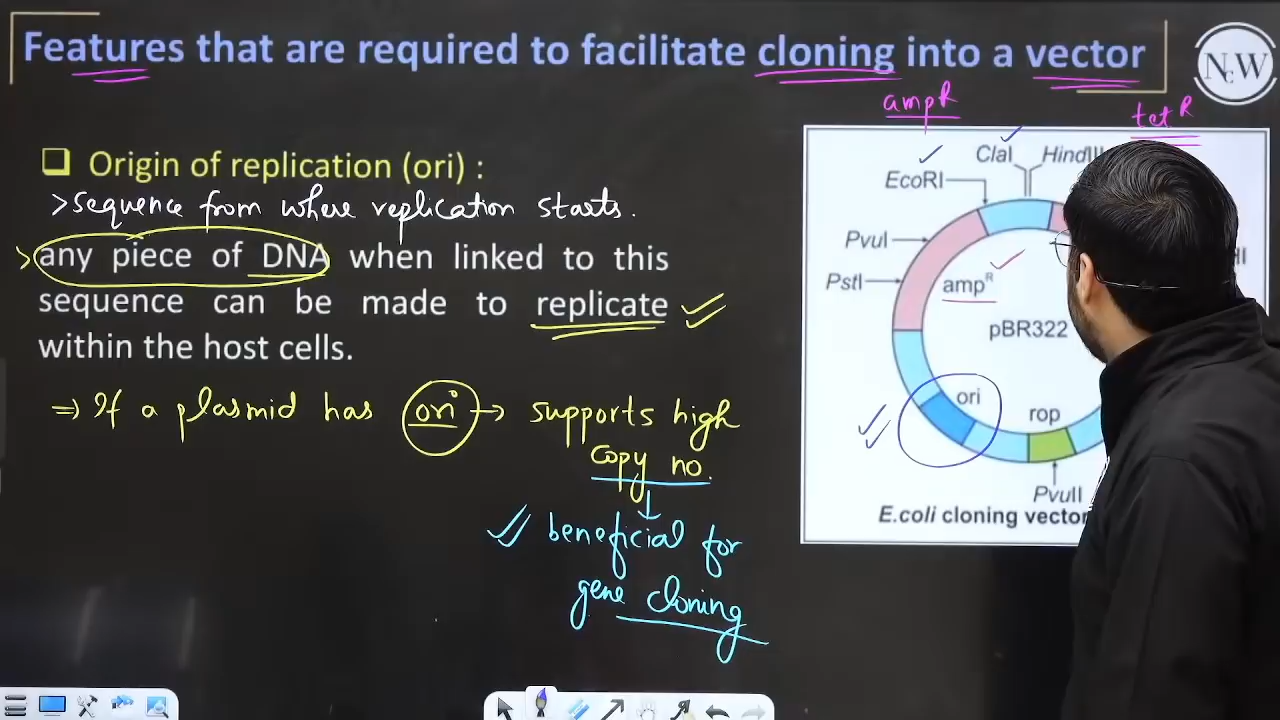 Features that are required to facilitate cloning into a vector
NCW
ampR
tetR
❑ Origin of replication (ori) :
>sequence from where replication starts.
> any piece of DNA when linked to this
sequence can be made to replicate
within the host cells.
⇒ If a plasmid has ori → supports high
copy no.
↓
beneficial for
gene cloning
ClaI
HindIII
EcoRI
PvuI
PstI
ampR
pBR322
ori
rop
PvuII
E.coli cloning vector